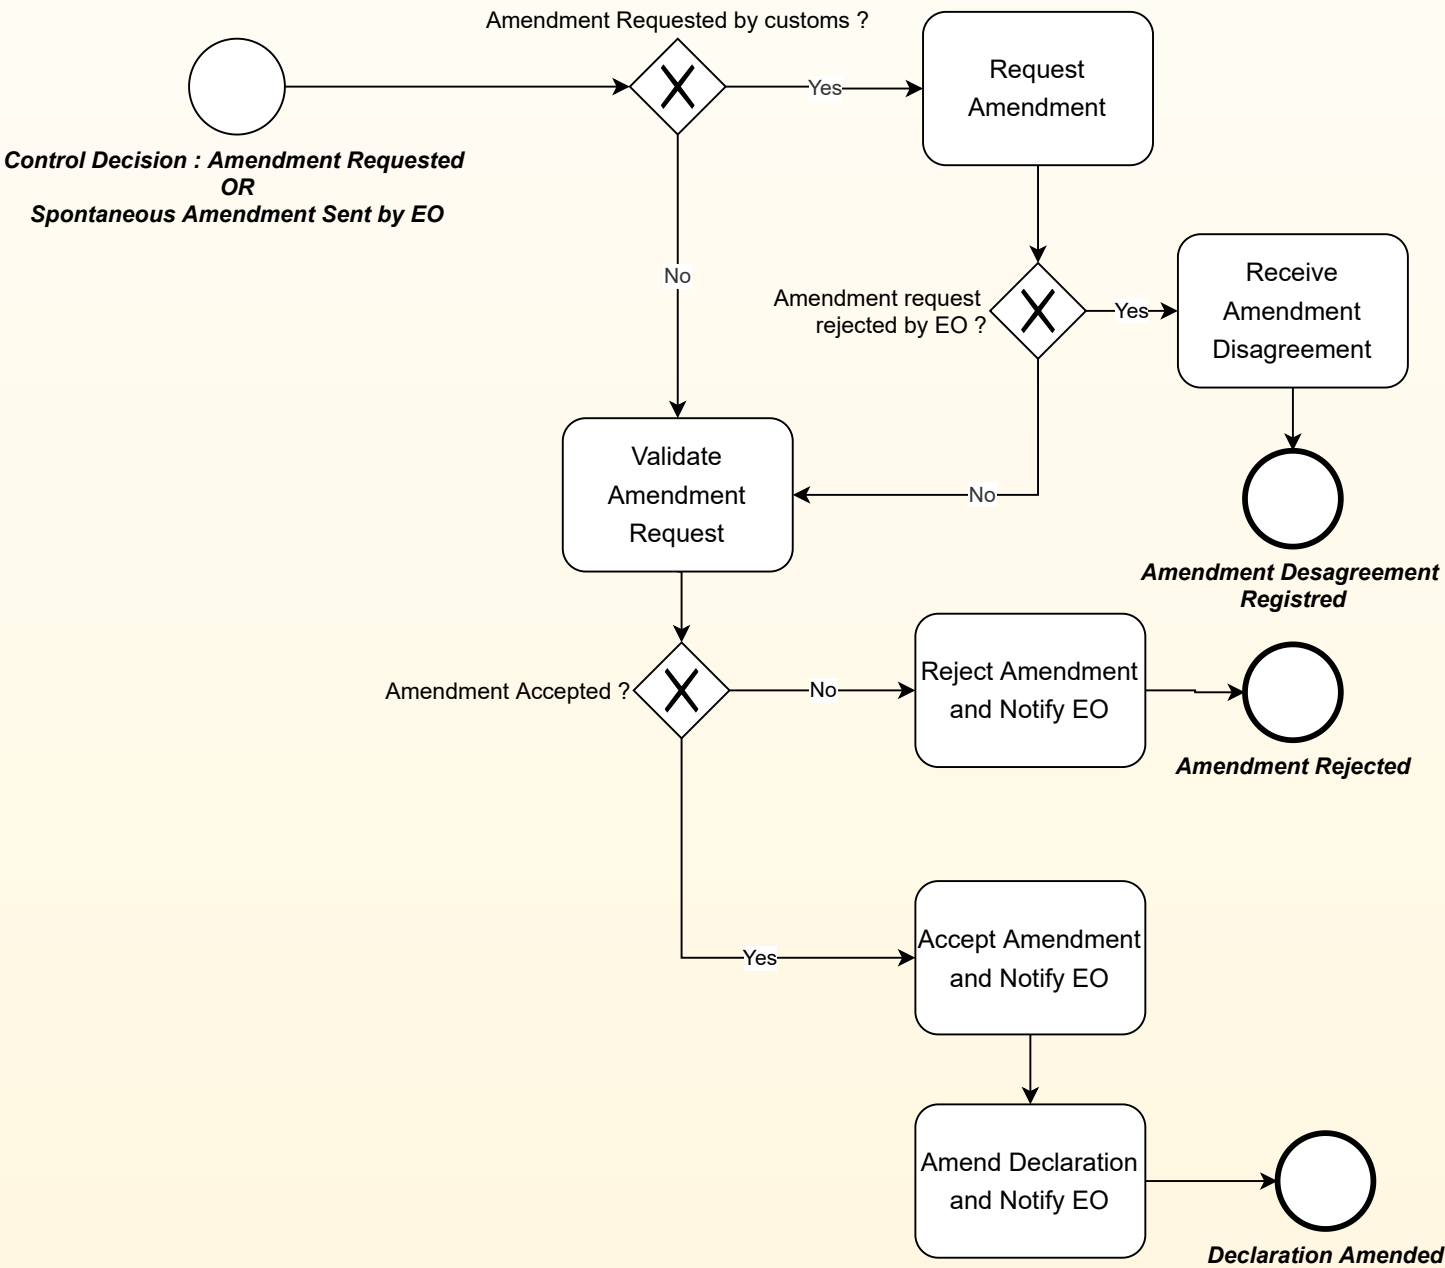 Amendment Requested by customs ?
Request
Amendment
Yes
Control Decision : Amendment Requested
OR
Spontaneous Amendment Sent by EO
No
Amendment request
rejected by EO ?
Yes
Receive
Amendment
Disagreement
Validate
Amendment
Request
No
Amendment Desagreement
Registred
Amendment Accepted ?
No
Reject Amendment
and Notify EO
Amendment Rejected
Yes
Accept Amendment
and Notify EO
Amend Declaration
and Notify EO
Declaration Amended